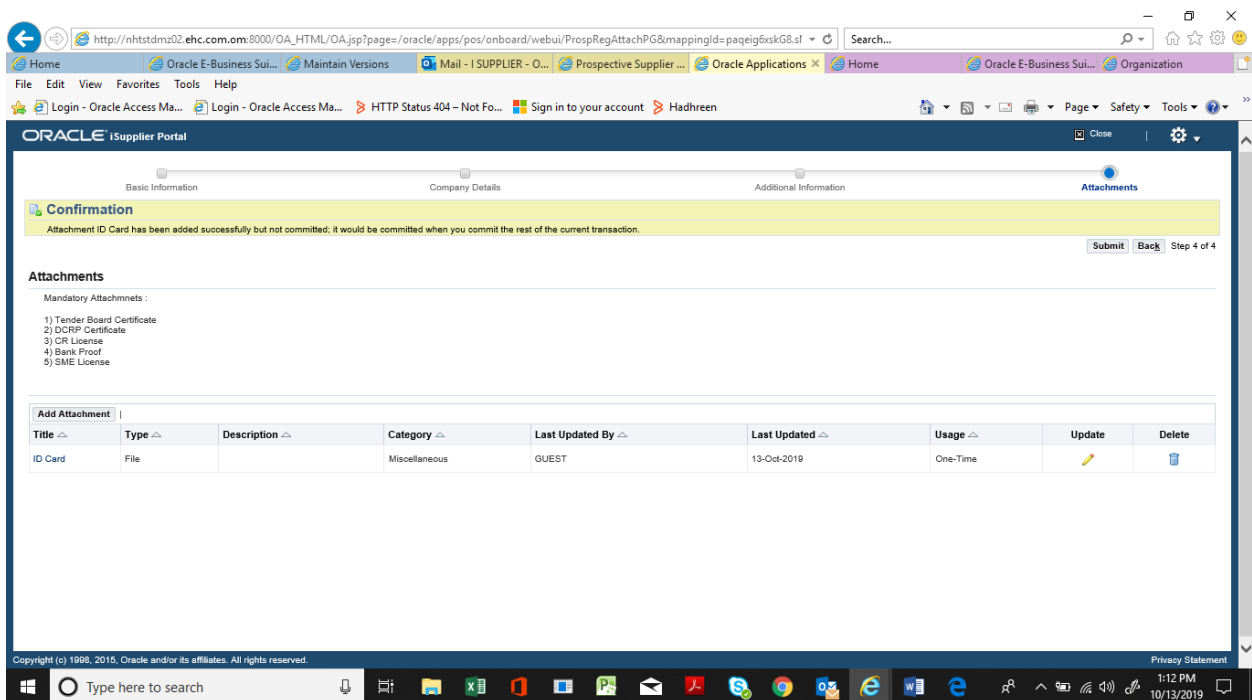 http://nhtstdmz02.ehc.com.om:8000/OA_HTML/OA.jsp?page=/oracle/apps/pos/onboard/webui/ProspRegAttachPG&mappingId=paqeig6xskG8.sl Search...
Home Oracle E-Business Sui... Maintain Versions Mail - I SUPPLIER - O... Prospective Supplier ... Oracle Applications Home Oracle E-Business Sui... Organization
File Edit View Favorites Tools Help
Login - Oracle Access Ma... Login - Oracle Access Ma... HTTP Status 404 – Not Fo... Sign in to your account Hadhreen Page Safety Tools
ORACLE iSupplier Portal Close
Basic Information Company Details Additional Information Attachments
Confirmation
Attachment ID Card has been added successfully but not committed; it would be committed when you commit the rest of the current transaction.
Submit Back Step 4 of 4
Attachments
Mandatory Attachmnets :
1) Tender Board Certificate
2) DCRP Certificate
3) CR License
4) Bank Proof
5) SME License
Add Attachment |
Title Type Description Category Last Updated By Last Updated Usage Update Delete
ID Card File Miscellaneous GUEST 13-Oct-2019 One-Time
Copyright (c) 1998, 2015, Oracle and/or its affiliates. All rights reserved. Privacy Statement
Type here to search 1:12 PM
10/13/2019